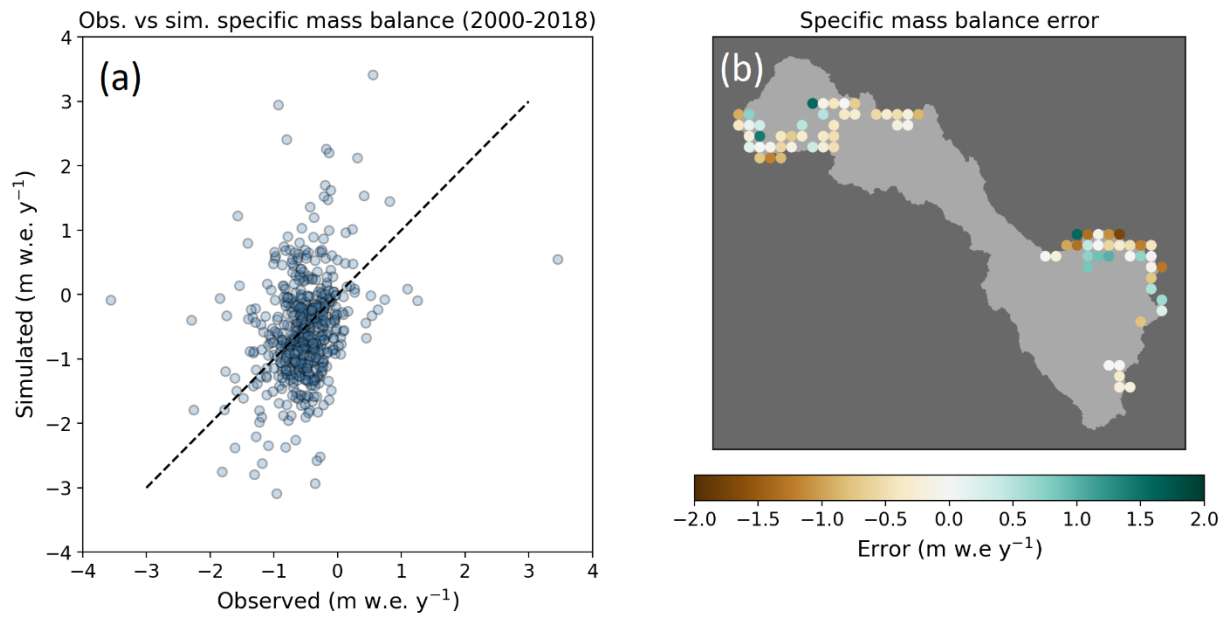 Obs. vs sim. specific mass balance (2000-2018)
(a)
4
3
2
1
0
−1
−2
−3
−4
Simulated (m w.e. y⁻¹)
−4 −3 −2 −1 0 1 2 3 4
Observed (m w.e. y⁻¹)
Specific mass balance error
(b)
−2.0 −1.5 −1.0 −0.5 0.0 0.5 1.0 1.5 2.0
Error (m w.e y⁻¹)